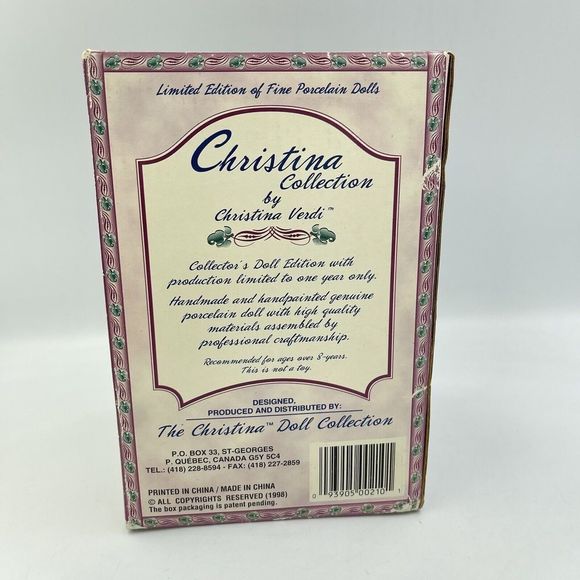 Limited Edition of Fine Porcelain Dolls
Christina
Collection
by
Christina Verdi™
Collector's Doll Edition with
production limited to one year only.
Handmade and handpainted genuine
porcelain doll with high quality
materials assembled by
professional craftmanship.
Recommended for ages over 8-years.
This is not a toy.
DESIGNED,
PRODUCED AND DISTRIBUTED BY:
The Christina™ Doll Collection
P.O. BOX 33, ST-GEORGES
P. QUÉBEC, CANADA G5Y 5C4
TEL.: (418) 228-8594 - FAX: (418) 227-2859
PRINTED IN CHINA / MADE IN CHINA
© ALL COPYRIGHTS RESERVED (1998)
The box packaging is patent pending.
0 93905 00210 1